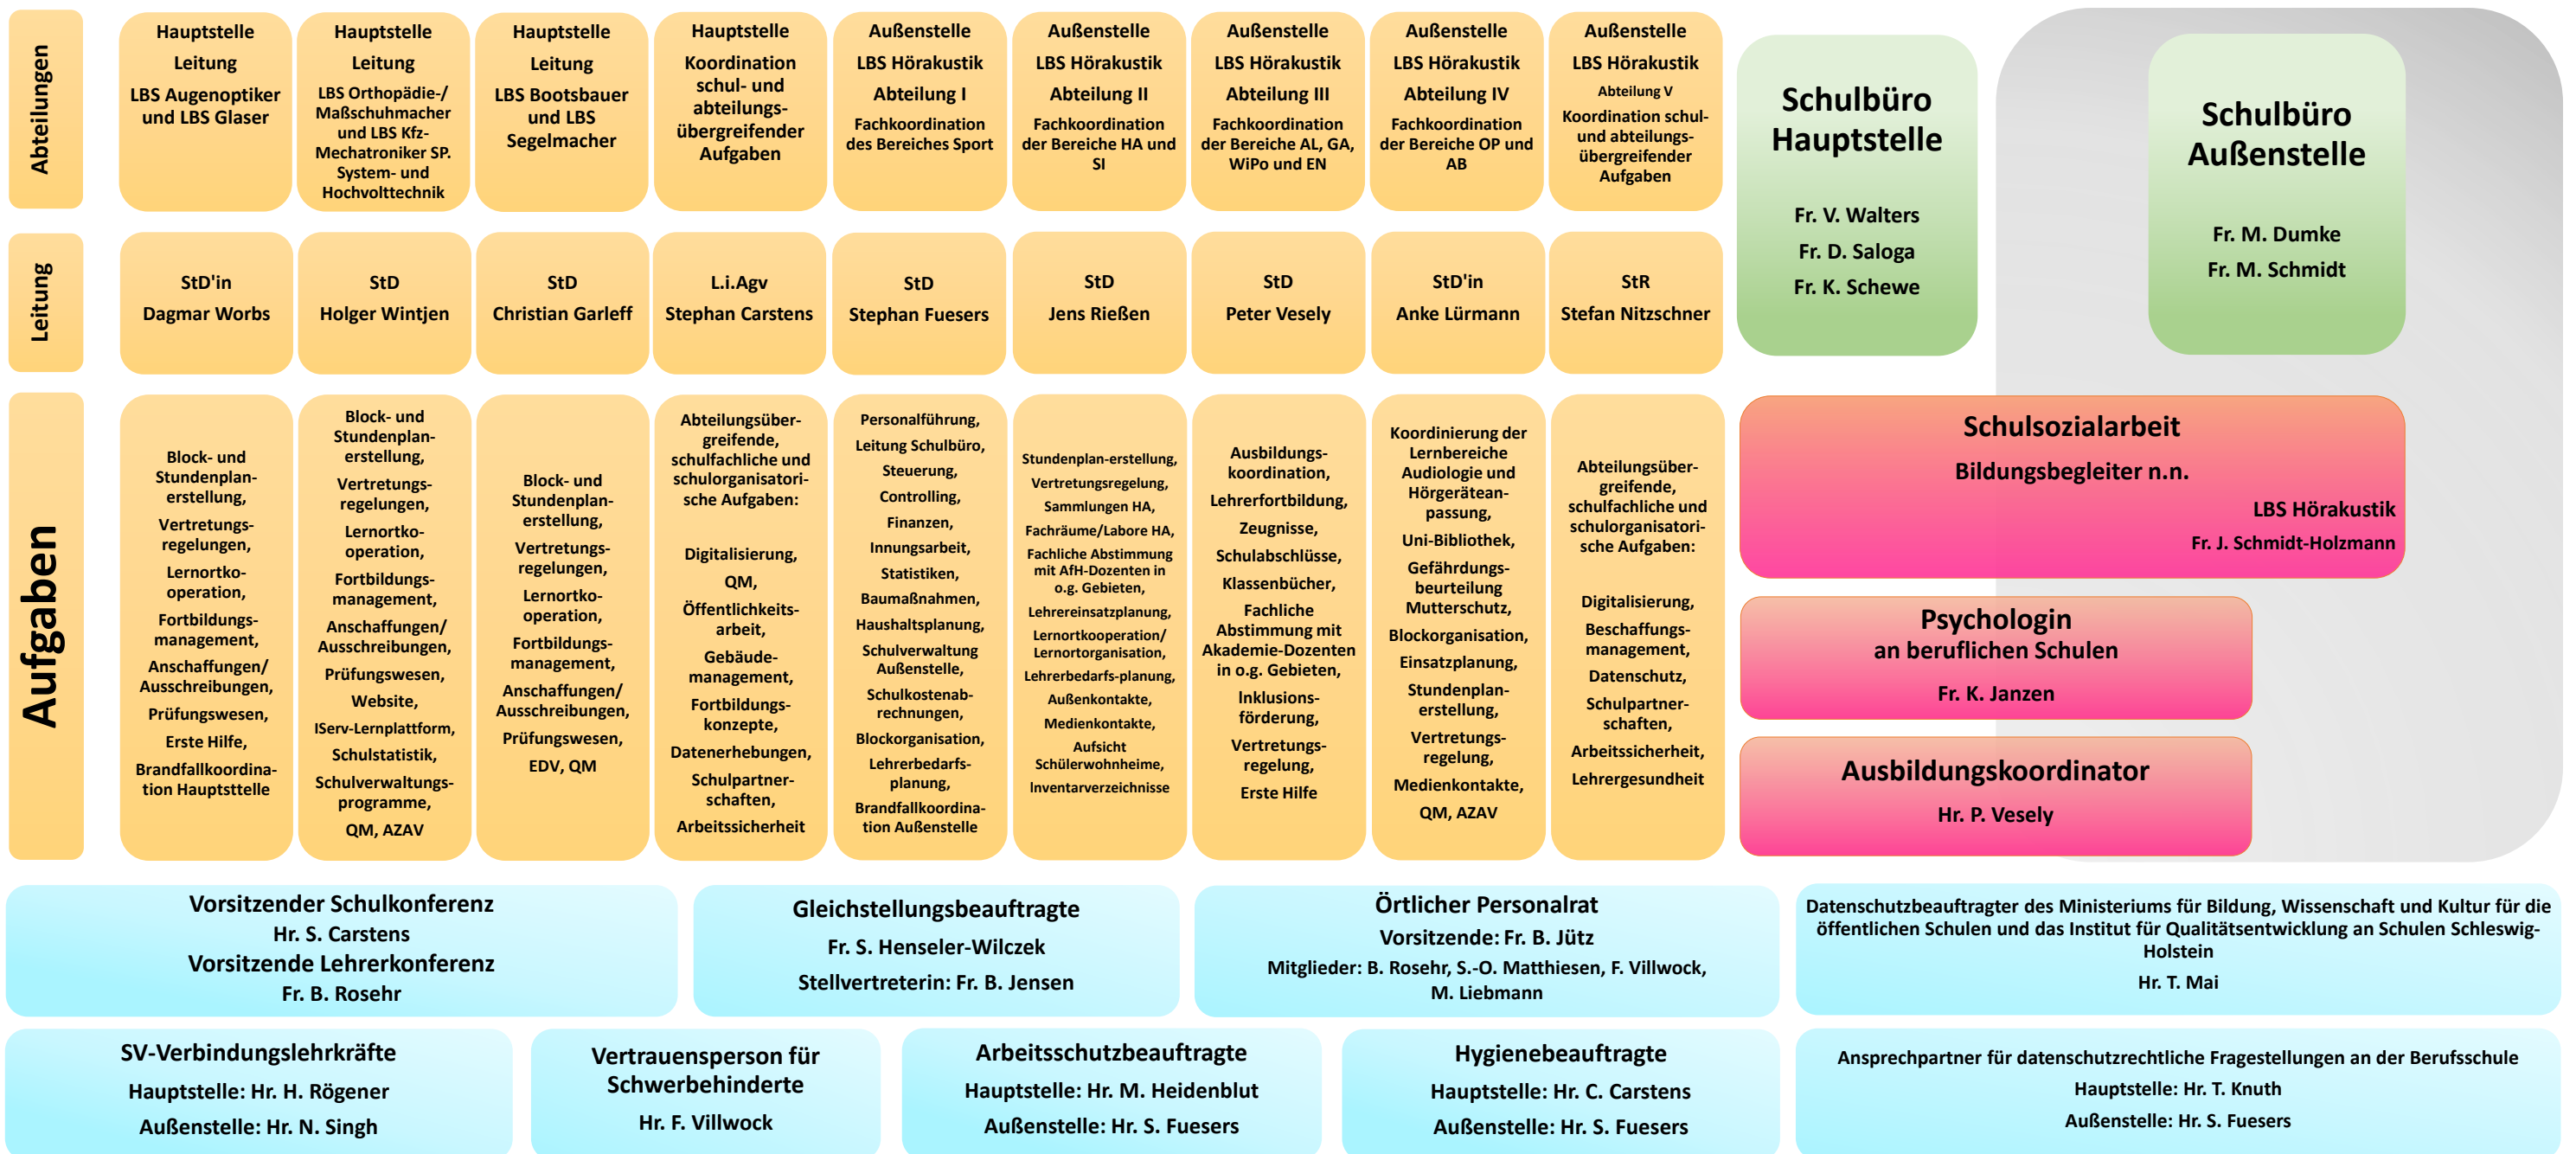 Abteilungen
Hauptstelle
Leitung
LBS Augenoptiker
und LBS Glaser
Hauptstelle
Leitung
LBS Orthopädie-/
Maßschuhmacher
und LBS Kfz-
Mechatroniker SP.
System- und
Hochvolttechnik
Hauptstelle
Leitung
LBS Bootsbauer
und LBS
Segelmacher
Hauptstelle
Koordination
schul- und
abteilungs-
übergreifender
Aufgaben
Außenstelle
LBS Hörakustik
Abteilung I
Fachkoordination
des Bereiches Sport
Außenstelle
LBS Hörakustik
Abteilung II
Fachkoordination
der Bereiche HA und
SI
Außenstelle
LBS Hörakustik
Abteilung III
Fachkoordination
der Bereiche AL, GA,
WiPo und EN
Außenstelle
LBS Hörakustik
Abteilung IV
Fachkoordination
der Bereiche OP und
AB
Außenstelle
LBS Hörakustik
Abteilung V
Koordination schul-
und abteilungs-
übergreifender
Aufgaben
Leitung
StD'in
Dagmar Worbs
StD
Holger Wintjen
StD
Christian Garleff
L.i.Agv
Stephan Carstens
StD
Stephan Fuesers
StD
Jens Rießen
StD
Peter Vesely
StD'in
Anke Lürmann
StR
Stefan Nitzschner
Aufgaben
Block- und
Stundenplan-
erstellung,
Vertretungs-
regelungen,
Lernortko-
operation,
Fortbildungs-
management,
Anschaffungen/
Ausschreibungen,
Prüfungswesen,
Erste Hilfe,
Brandfallkoordina-
tion Hauptsttelle
Block- und
Stundenplan-
erstellung,
Vertretungs-
regelungen,
Lernortko-
operation,
Fortbildungs-
management,
Anschaffungen/
Ausschreibungen,
Prüfungswesen,
Website,
IServ-Lernplattform,
Schulstatistik,
Schulverwaltungs-
programme,
QM, AZAV
Block- und
Stundenplan-
erstellung,
Vertretungs-
regelungen,
Lernortko-
operation,
Fortbildungs-
management,
Anschaffungen/
Ausschreibungen,
Prüfungswesen,
EDV, QM
Abteilungsüber-
greifende,
schulfachliche und
schulorganisatori-
sche Aufgaben:
Digitalisierung,
QM,
Öffentlichkeits-
arbeit,
Gebäude-
management,
Fortbildungs-
konzepte,
Datenerhebungen,
Schulpartner-
schaften,
Arbeitssicherheit
Personalführung,
Leitung Schulbüro,
Steuerung,
Controlling,
Finanzen,
Innungsarbeit,
Statistiken,
Baumaßnahmen,
Haushaltsplanung,
Schulverwaltung
Außenstelle,
Schulkostenab-
rechnungen,
Blockorganisation,
Lehrerbedarfs-
planung,
Brandfallkoordina-
tion Außenstelle
Stundenplan-erstellung,
Vertretungsregelung,
Sammlungen HA,
Fachräume/Labore HA,
Fachliche Abstimmung
mit AfH-Dozenten in
o.g. Gebieten,
Lehrereinsatzplanung,
Lernortkooperation/
Lernortorganisation,
Lehrerbedarfs-planung,
Außenkontakte,
Medienkontakte,
Aufsicht
Schülerwohnheime,
Inventarverzeichnisse
Ausbildungs-
koordination,
Lehrerfortbildung,
Zeugnisse,
Schulabschlüsse,
Klassenbücher,
Fachliche
Abstimmung mit
Akademie-Dozenten
in o.g. Gebieten,
Inklusions-
förderung,
Vertretungs-
regelung,
Erste Hilfe
Koordinierung der
Lernbereiche
Audiologie und
Hörgerätean-
passung,
Uni-Bibliothek,
Gefährdungs-
beurteilung
Mutterschutz,
Blockorganisation,
Einsatzplanung,
Stundenplan-
erstellung,
Vertretungs-
regelung,
Medienkontakte,
QM, AZAV
Abteilungsüber-
greifende,
schulfachliche und
schulorganisatori-
sche Aufgaben:
Digitalisierung,
Beschaffungs-
management,
Datenschutz,
Schulpartner-
schaften,
Arbeitssicherheit,
Lehrergesundheit
Schulbüro
Hauptstelle
Fr. V. Walters
Fr. D. Saloga
Fr. K. Schewe
Schulbüro
Außenstelle
Fr. M. Dumke
Fr. M. Schmidt
Schulsozialarbeit
Bildungsbegleiter n.n.
LBS Hörakustik
Fr. J. Schmidt-Holzmann
Psychologin
an beruflichen Schulen
Fr. K. Janzen
Ausbildungskoordinator
Hr. P. Vesely
Vorsitzender Schulkonferenz
Hr. S. Carstens
Vorsitzende Lehrerkonferenz
Fr. B. Rosehr
Gleichstellungsbeauftragte
Fr. S. Henseler-Wilczek
Stellvertreterin: Fr. B. Jensen
Örtlicher Personalrat
Vorsitzende: Fr. B. Jütz
Mitglieder: B. Rosehr, S.-O. Matthiesen, F. Villwock,
M. Liebmann
Datenschutzbeauftragter des Ministeriums für Bildung, Wissenschaft und Kultur für die
öffentlichen Schulen und das Institut für Qualitätsentwicklung an Schulen Schleswig-
Holstein
Hr. T. Mai
SV-Verbindungslehrkräfte
Hauptstelle: Hr. H. Rögener
Außenstelle: Hr. N. Singh
Vertrauensperson für
Schwerbehinderte
Hr. F. Villwock
Arbeitsschutzbeauftragte
Hauptstelle: Hr. M. Heidenblut
Außenstelle: Hr. S. Fuesers
Hygienebeauftragte
Hauptstelle: Hr. C. Carstens
Außenstelle: Hr. S. Fuesers
Ansprechpartner für datenschutzrechtliche Fragestellungen an der Berufsschule
Hauptstelle: Hr. T. Knuth
Außenstelle: Hr. S. Fuesers